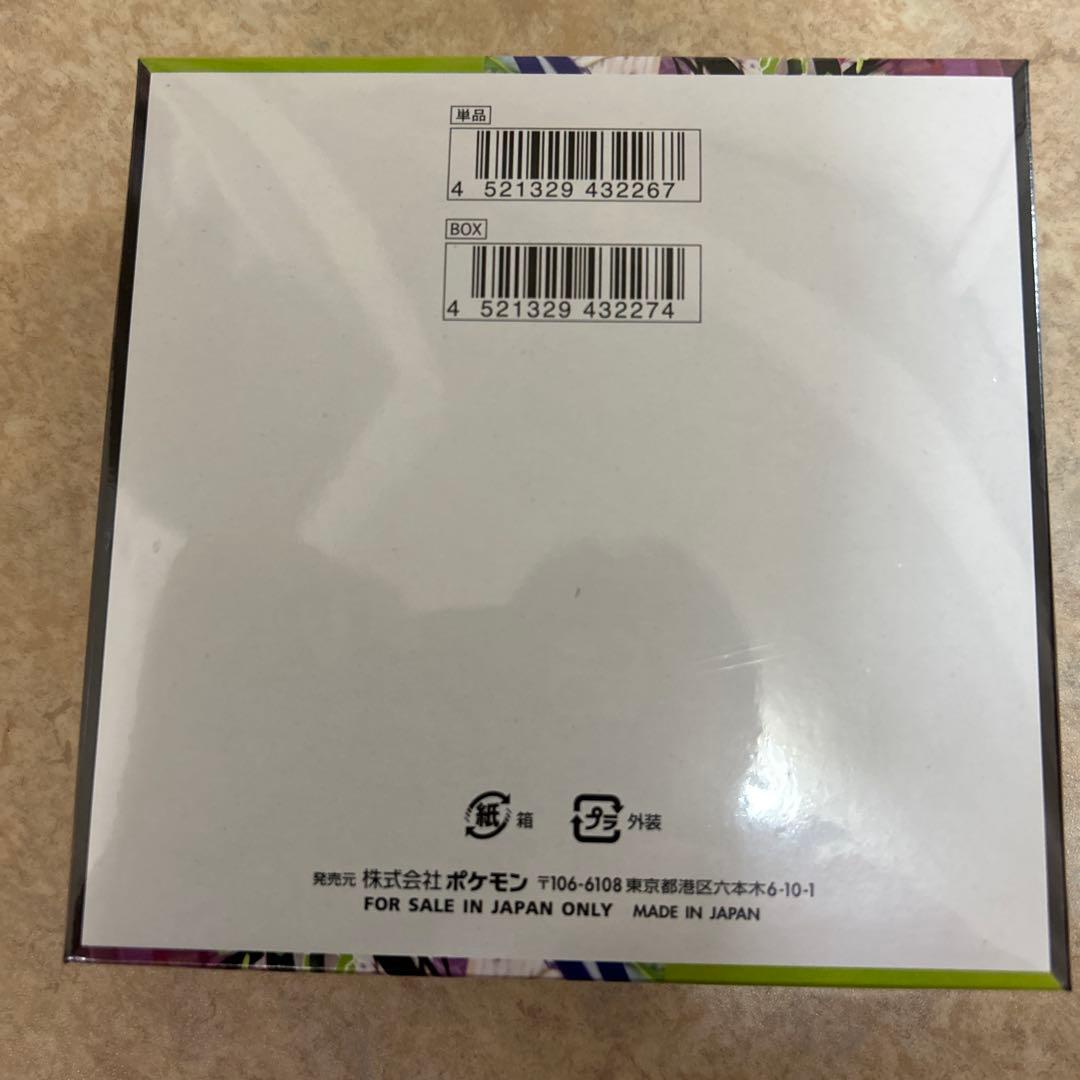 単品
4 521329 432267
BOX
4 521329 432274
紙 箱 プラ 外装
発売元 株式会社 ポケモン 〒106-6108 東京都港区六本木6-10-1
FOR SALE IN JAPAN ONLY MADE IN JAPAN